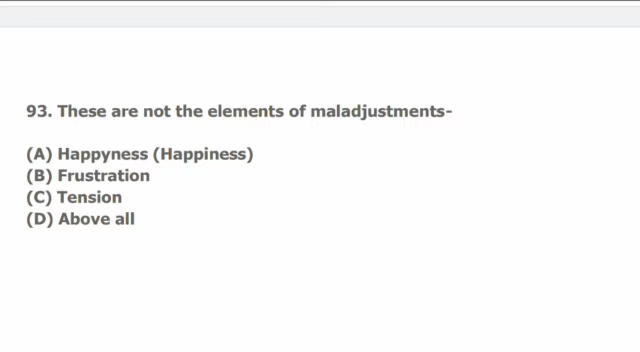 93. These are not the elements of maladjustments-
(A) Happyness (Happiness)
(B) Frustration
(C) Tension
(D) Above all